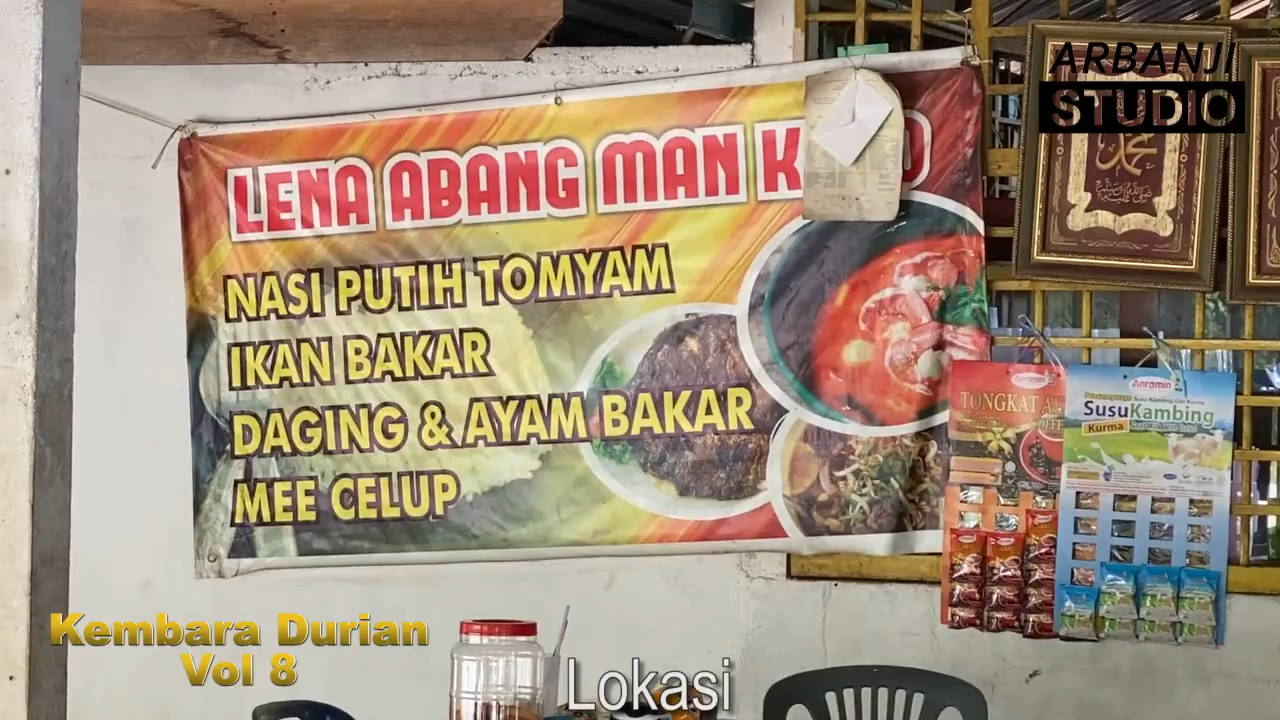 ARBANJI
STUDIO
LENA ABANG MAN
NASI PUTIH TOMYAM
IKAN BAKAR
DAGING & AYAM BAKAR
MEE CELUP
TONGKAT
Anramin
SusuKambing
Kurma
Kembara Durian
Vol 8
Lokasi